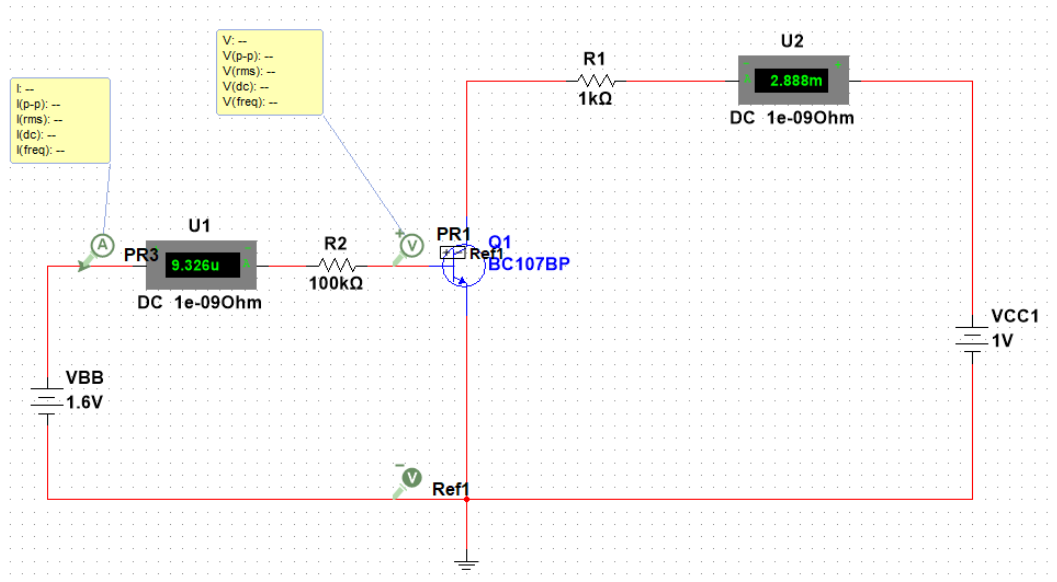 V: --
V(p-p): --
V(rms): --
V(dc): --
V(freq): --
I: --
I(p-p): --
I(rms): --
I(dc): --
I(freq): --
U2
- +
A 2.888m
DC 1e-09Ohm
R1
1kΩ
U1
+ -
9.326u A
DC 1e-09Ohm
A
PR3
R2
100kΩ
+
V
PR1
+
Ref1
Q1
BC107BP
VCC1
1V
VBB
1.6V
-
V
Ref1